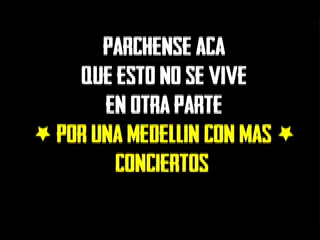 PARCHENSE ACA
QUE ESTO NO SE VIVE
EN OTRA PARTE
★ POR UNA MEDELLIN CON MAS ★
CONCIERTOS